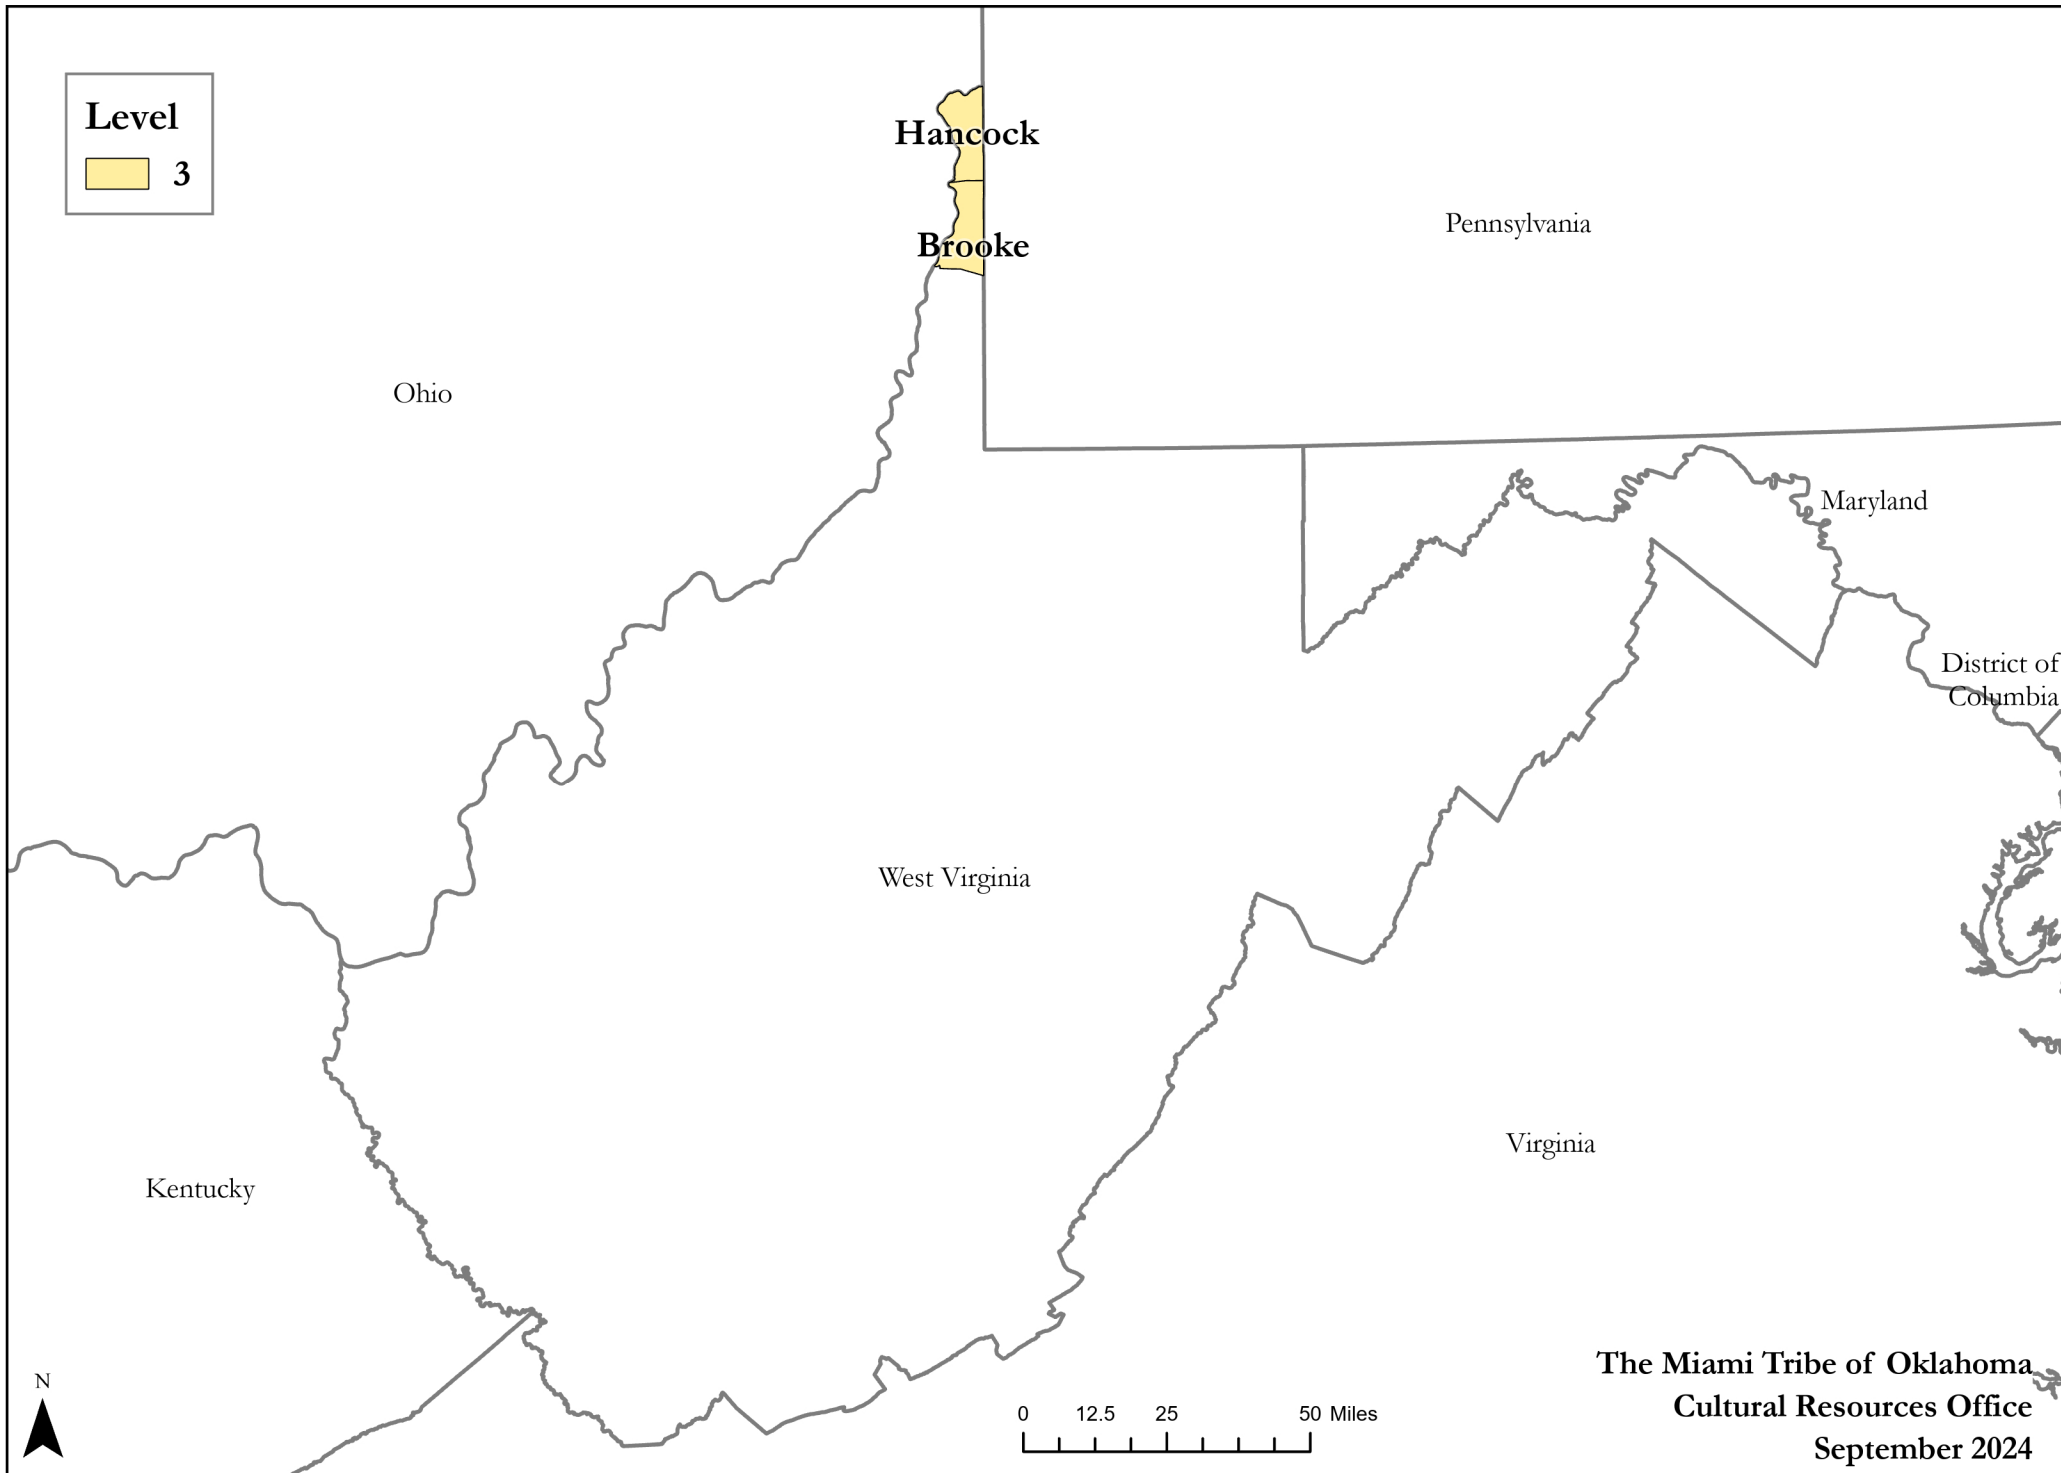 Level
3
Hancock
Brooke
Pennsylvania
Ohio
Maryland
District of
Columbia
West Virginia
Virginia
Kentucky
N
0 12.5 25 50 Miles
The Miami Tribe of Oklahoma
Cultural Resources Office
September 2024